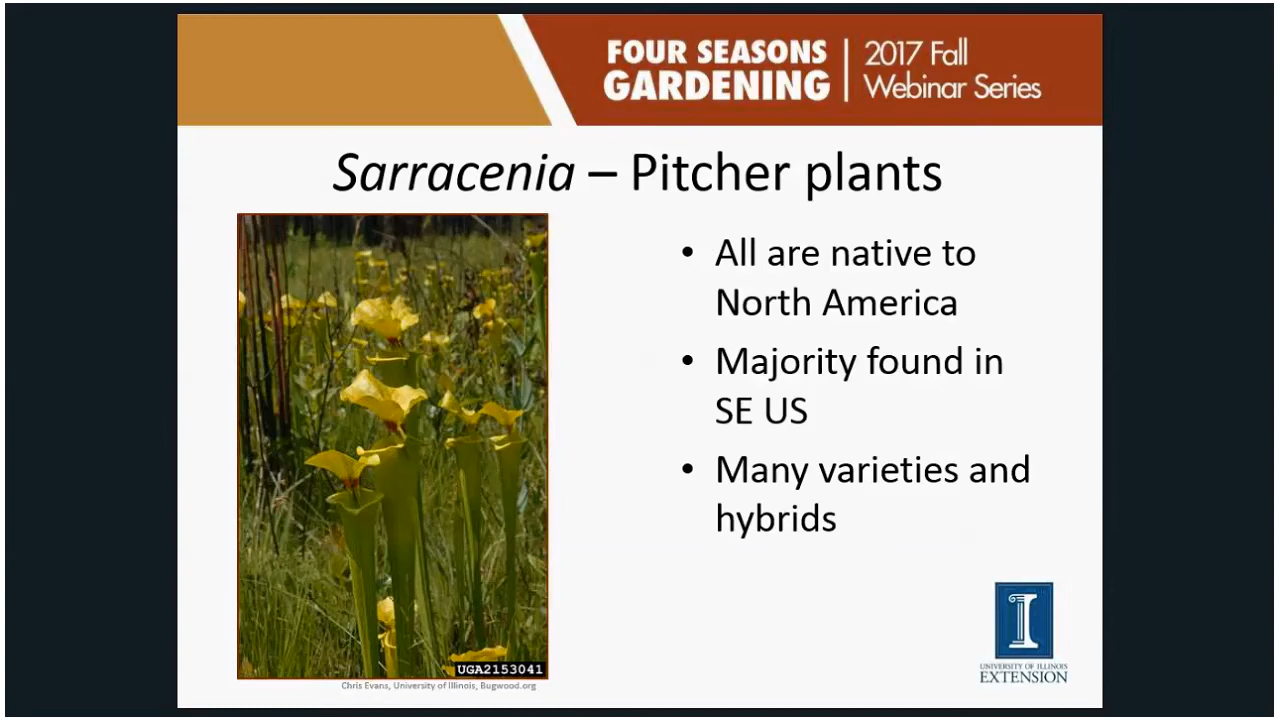 FOUR SEASONS
GARDENING
2017 Fall
Webinar Series
Sarracenia – Pitcher plants
• All are native to
North America
• Majority found in
SE US
• Many varieties and
hybrids
UGA2153041
Chris Evans, University of Illinois, Bugwood.org
I
UNIVERSITY OF ILLINOIS
EXTENSION